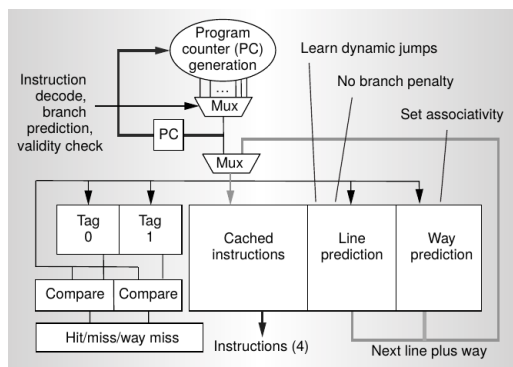 Program
counter (PC)
generation
Learn dynamic jumps
...
No branch penalty
Instruction
decode,
branch
prediction,
validity check
Mux
Set associativity
PC
Mux
Tag
0
Tag
1
Cached
instructions
Line
prediction
Way
prediction
Compare
Compare
Hit/miss/way miss
Instructions (4)
Next line plus way